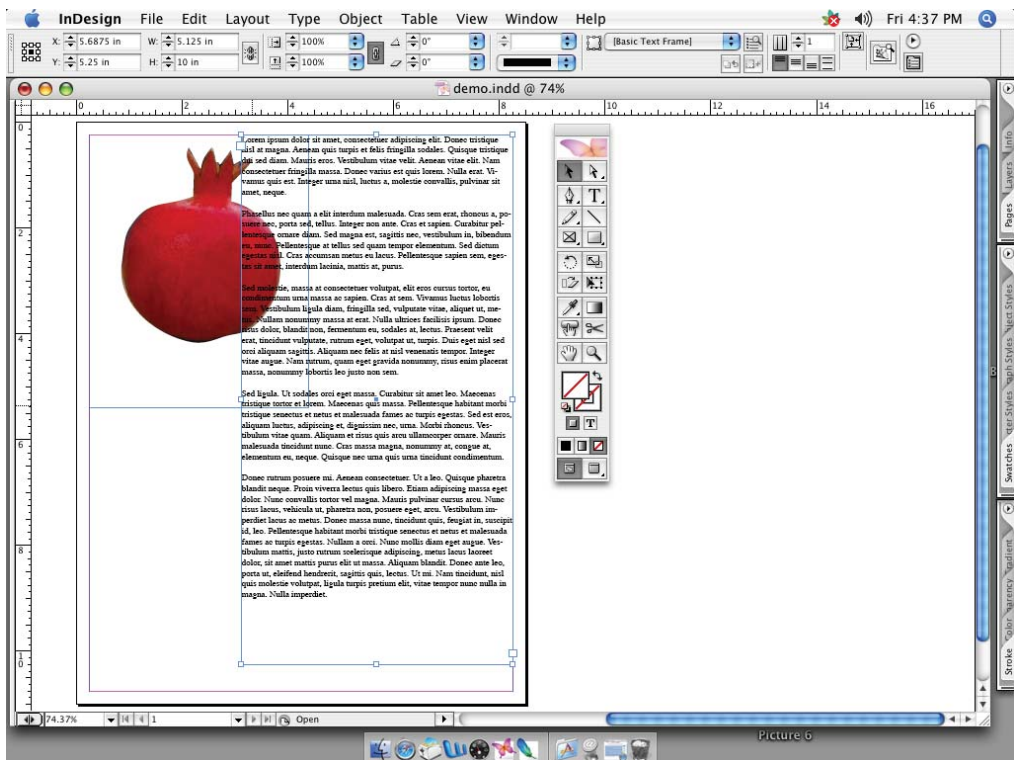 InDesign File Edit Layout Type Object Table View Window Help Fri 4:37 PM
X: 5.6875 in W: 5.125 in 100% 0° [Basic Text Frame] 1
Y: 5.25 in H: 10 in 100% 0°
demo.indd @ 74%
0 2 4 6 8 10 12 14 16
0
2
4
6
8
10
Lorem ipsum dolor sit amet, consectetuer adipiscing elit. Donec tristique
nisl at magna. Aenean quis turpis et felis fringilla sodales. Quisque tristique
dui sed diam. Mauris eros. Vestibulum vitae velit. Aenean vitae elit. Nam
consectetuer fringilla massa. Donec varius est quis lorem. Nulla erat. Vi-
vamus quis est. Integer urna nisl, luctus a, molestie convallis, pulvinar sit
amet, neque.
Phasellus nec quam a elit interdum malesuada. Cras sem erat, rhoncus a, po-
suere nec, porta sed, tellus. Integer non ante. Cras et sapien. Curabitur pel-
lentesque ornare diam. Sed magna est, sagittis nec, vestibulum in, bibendum
eu, nunc. Pellentesque at tellus sed quam tempor elementum. Sed dictum
egestas nisl. Cras accumsan metus eu lacus. Pellentesque sapien sem, eges-
tas sit amet, interdum lacinia, mattis at, purus.
Sed molestie, massa at consectetuer volutpat, elit eros cursus tortor, eu
condimentum urna massa ac sapien. Cras at sem. Vivamus luctus lobortis
Vestibulum ligula diam, fringilla sed, vulputate vitae, aliquet ut, me-
Nullam nonummy massa at erat. Nulla ultrices facilisis ipsum. Donec
risus dolor, blandit non, fermentum eu, sodales at, lectus. Praesent velit
erat, tincidunt vulputate, rutrum eget, volutpat ut, turpis. Duis eget nisl sed
orci aliquam sagittis. Aliquam nec felis at nisl venenatis tempor. Integer
vitae augue. Nam rutrum, quam eget gravida nonummy, risus enim placerat
massa, nonummy lobortis leo justo non sem.
Sed ligula. Ut sodales orci eget massa. Curabitur sit amet leo. Maecenas
tristique tortor et lorem. Maecenas quis massa. Pellentesque habitant morbi
tristique senectus et netus et malesuada fames ac turpis egestas. Sed est eros,
aliquam luctus, adipiscing et, dignissim nec, urna. Morbi rhoncus. Ves-
tibulum vitae quam. Aliquam et risus quis arcu ullamcorper ornare. Mauris
malesuada tincidunt nunc. Cras massa magna, nonummy at, congue at,
elementum eu, neque. Quisque nec urna quis urna tincidunt condimentum.
Donec rutrum posuere mi. Aenean consectetuer. Ut a leo. Quisque pharetra
blandit neque. Proin viverra lectus quis libero. Etiam adipiscing massa eget
dolor. Nunc convallis tortor vel magna. Mauris pulvinar cursus arcu. Nunc
risus lacus, vehicula ut, pharetra non, posuere eget, arcu. Vestibulum im-
perdiet lacus ac metus. Donec massa nunc, tincidunt quis, feugiat in, suscipit
id, leo. Pellentesque habitant morbi tristique senectus et netus et malesuada
fames ac turpis egestas. Nullam a orci. Nunc mollis diam eget augue. Ves-
tibulum mattis, justo rutrum scelerisque adipiscing, metus lacus laoreet
dolor, sit amet mattis purus elit ut massa. Aliquam blandit. Donec ante leo,
porta ut, eleifend hendrerit, sagittis quis, lectus. Ut mi. Nam tincidunt, nisl
quis molestie volutpat, ligula turpis pretium elit, vitae tempor nunc nulla in
magna. Nulla imperdiet.
T
T
Info
Layers
Pages
Swatches
Stroke
74.37% 1 Open
Picture 6